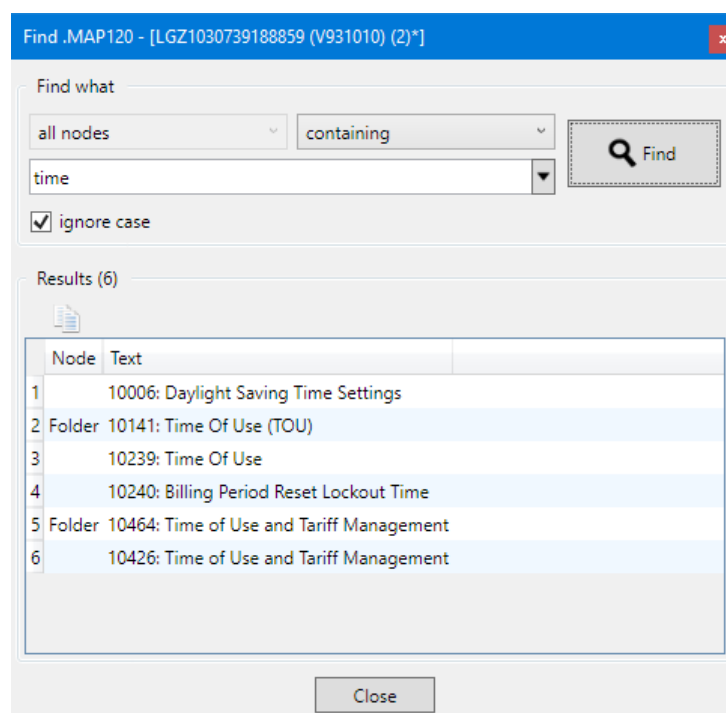 Find .MAP120 - [LGZ1030739188859 (V931010) (2)*]
x
Find what
all nodes
containing
Find
time
ignore case
Results (6)
Node Text
1 10006: Daylight Saving Time Settings
2 Folder 10141: Time Of Use (TOU)
3 10239: Time Of Use
4 10240: Billing Period Reset Lockout Time
5 Folder 10464: Time of Use and Tariff Management
6 10426: Time of Use and Tariff Management
Close